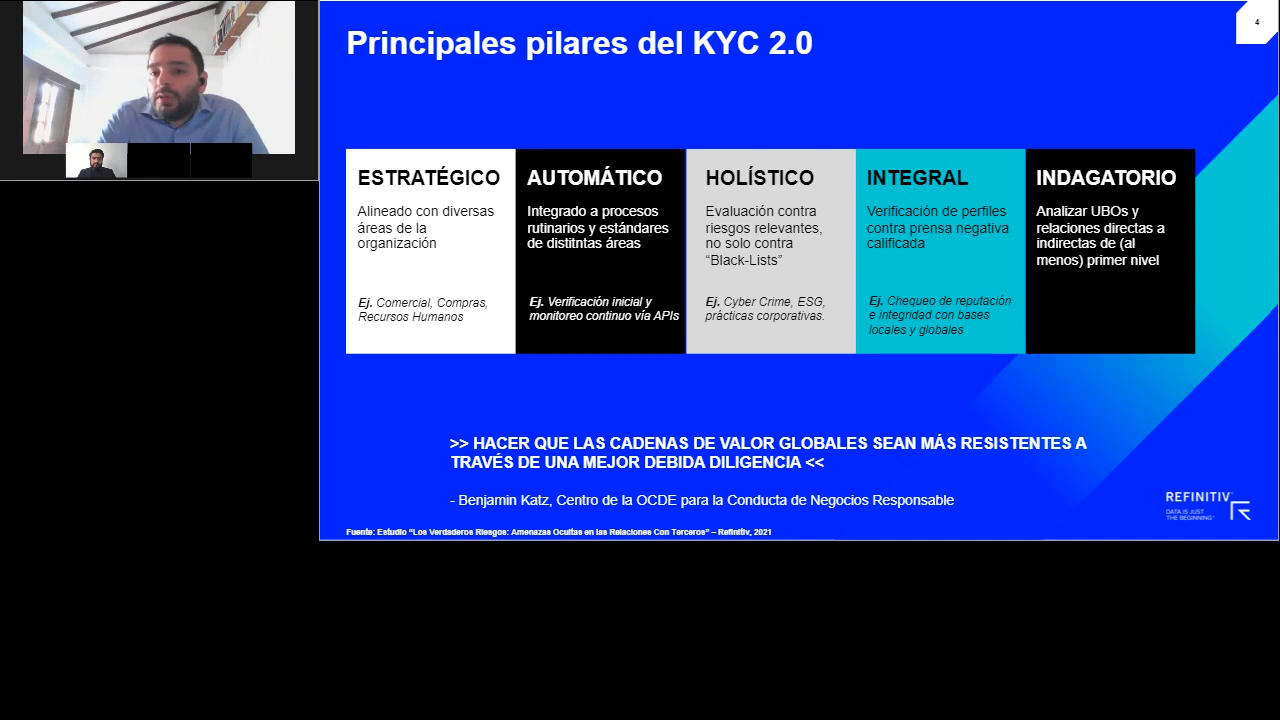 4
Principales pilares del KYC 2.0
ESTRATÉGICO
Alineado con diversas
áreas de la
organización
Ej. Comercial, Compras,
Recursos Humanos
AUTOMÁTICO
Integrado a procesos
rutinarios y estándares
de distitntas áreas
Ej. Verificación inicial y
monitoreo continuo vía APIs
HOLÍSTICO
Evaluación contra
riesgos relevantes,
no solo contra
“Black-Lists”
Ej. Cyber Crime, ESG,
prácticas corporativas.
INTEGRAL
Verificación de perfiles
contra prensa negativa
calificada
Ej. Chequeo de reputación
e integridad con bases
locales y globales
INDAGATORIO
Analizar UBOs y
relaciones directas a
indirectas de (al
menos) primer nivel
>> HACER QUE LAS CADENAS DE VALOR GLOBALES SEAN MÁS RESISTENTES A
TRAVÉS DE UNA MEJOR DEBIDA DILIGENCIA <<
- Benjamin Katz, Centro de la OCDE para la Conducta de Negocios Responsable
REFINITIV
DATA IS JUST
THE BEGINNING
Fuente: Estudio “Los Verdaderos Riesgos: Amenazas Ocultas en las Relaciones Con Terceros” – Refinitiv, 2021